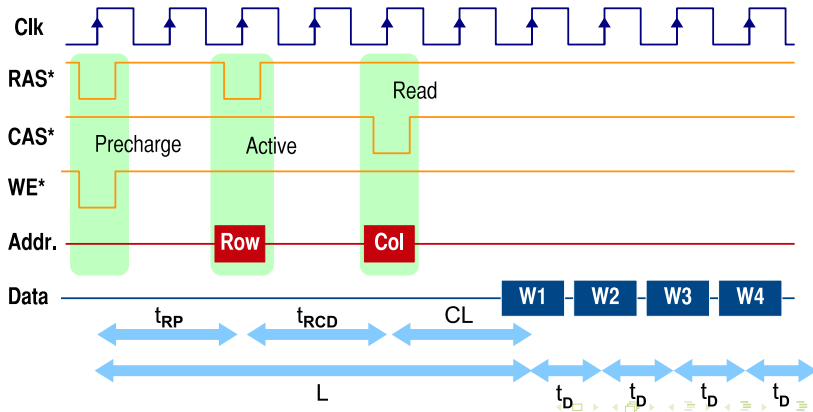 Clk
RAS*
Read
CAS*
Precharge
Active
WE*
Addr.
Row
Col
Data
W1
W2
W3
W4
tRP
tRCD
CL
L
tD
tD
tD
tD